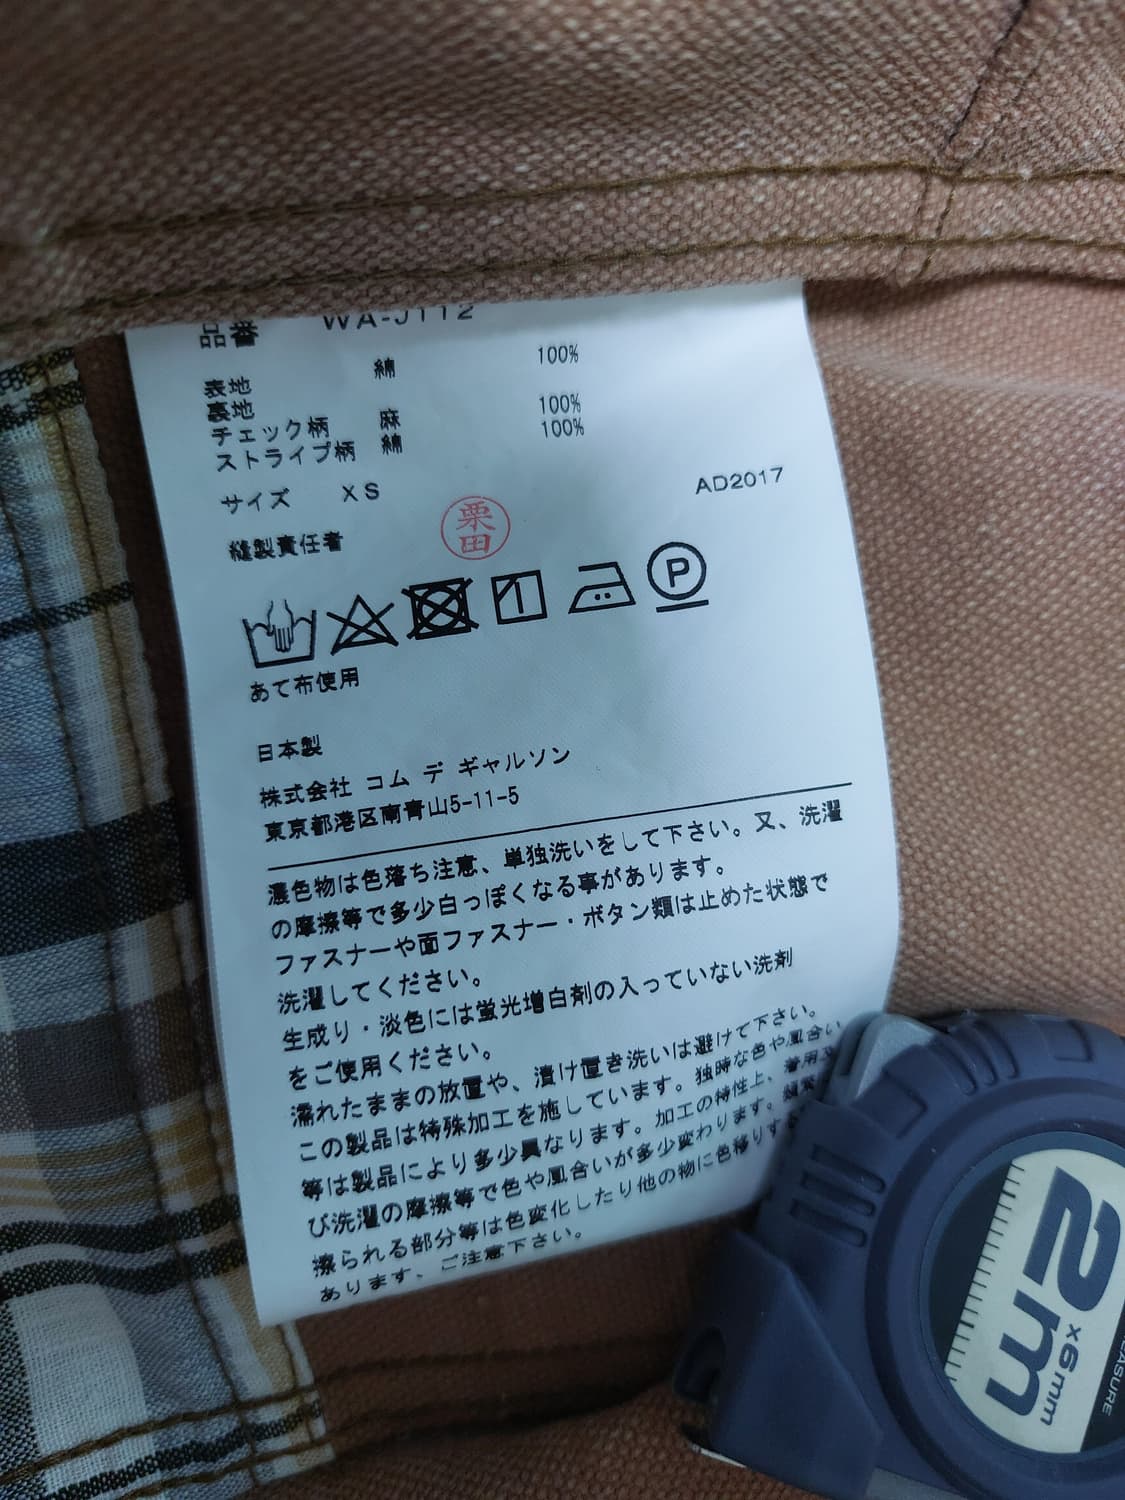 品番 WA-J112
表地 綿 100%
裏地
チェック柄 麻 100%
ストライプ柄 綿 100%
サイズ XS AD2017
縫製責任者 栗田
P
あて布使用
日本製
株式会社 コム デ ギャルソン
東京都港区南青山5-11-5
濃色物は色落ち注意、単独洗いをして下さい。又、洗濯
の摩擦等で多少白っぽくなる事があります。
ファスナーや面ファスナー・ボタン類は止めた状態で
洗濯してください。
生成り・淡色には蛍光増白剤の入っていない洗剤
をご使用ください。
濡れたままの放置や、漬け置き洗いは避けて下さい。
この製品は特殊加工を施しています。独特な色や風合い
等は製品により多少異なります。加工の特性上、着用及
び洗濯の摩擦等で色や風合いが多少変わります。
擦られる部分等は色変化したり他の物に色移りする
あります、ご注意下さい。
2m
x6mm